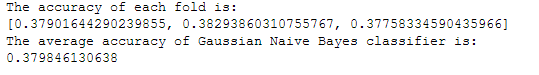 The accuracy of each fold is:
[0.37901644290239855, 0.38293860310755767, 0.37758334590435966]
The average accuracy of Gaussian Naive Bayes classifier is:
0.379846130638